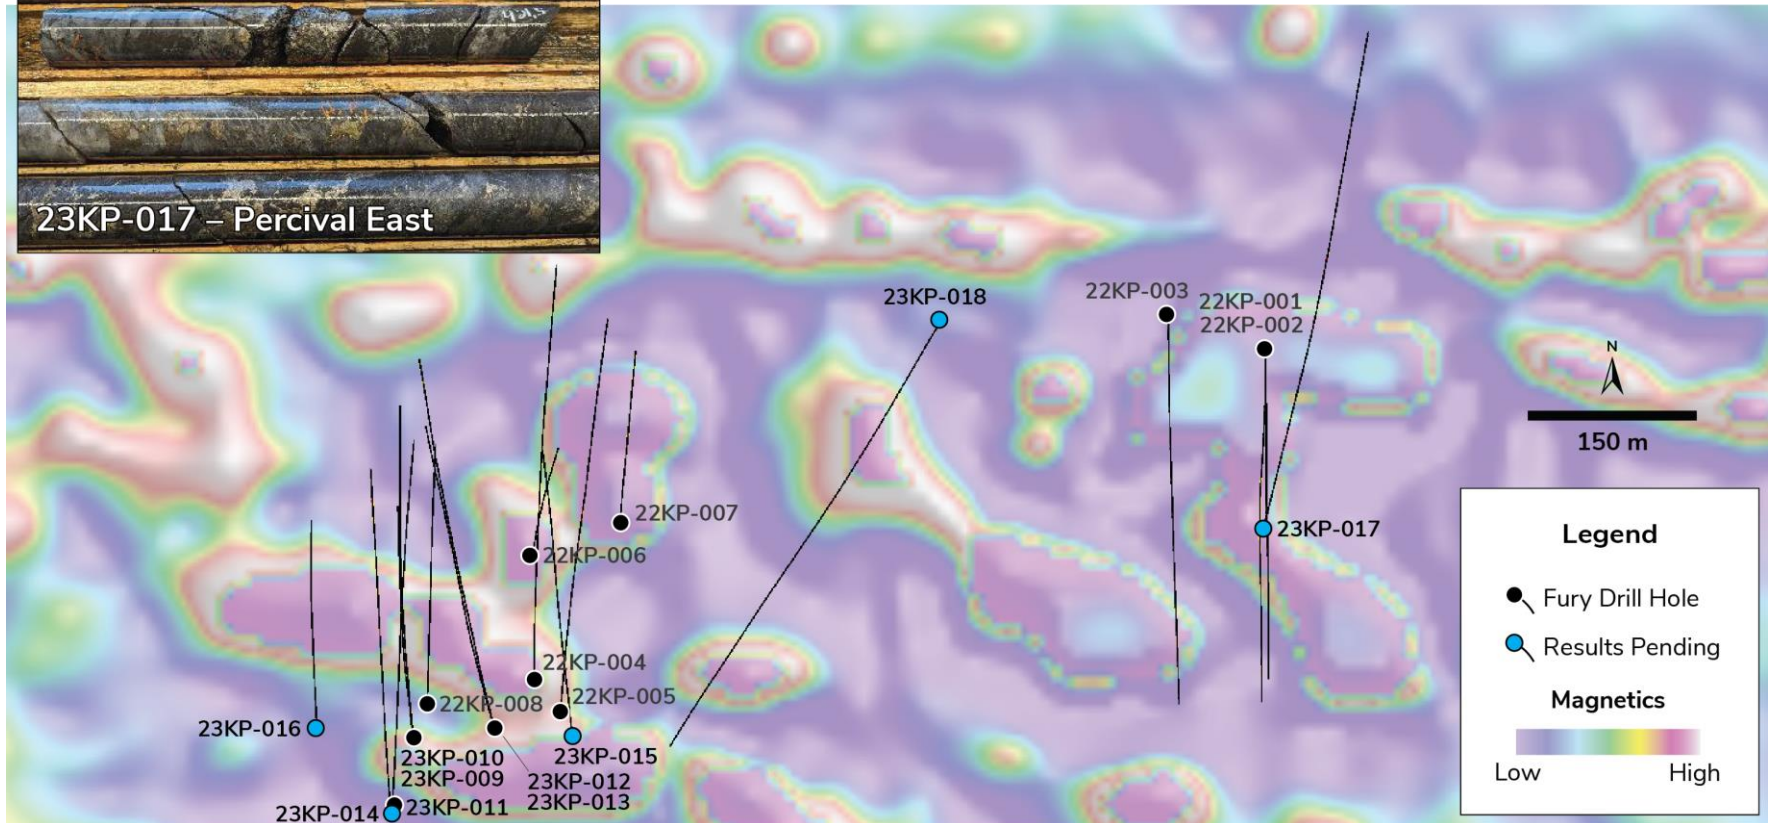 23KP-017 – Percival East
23KP-018
22KP-003
22KP-001
22KP-002
N
150 m
22KP-007
23KP-017
22KP-006
22KP-004
22KP-005
22KP-008
23KP-016
23KP-010
23KP-009
23KP-015
23KP-012
23KP-013
23KP-014
23KP-011
Legend
Fury Drill Hole
Results Pending
Magnetics
Low High